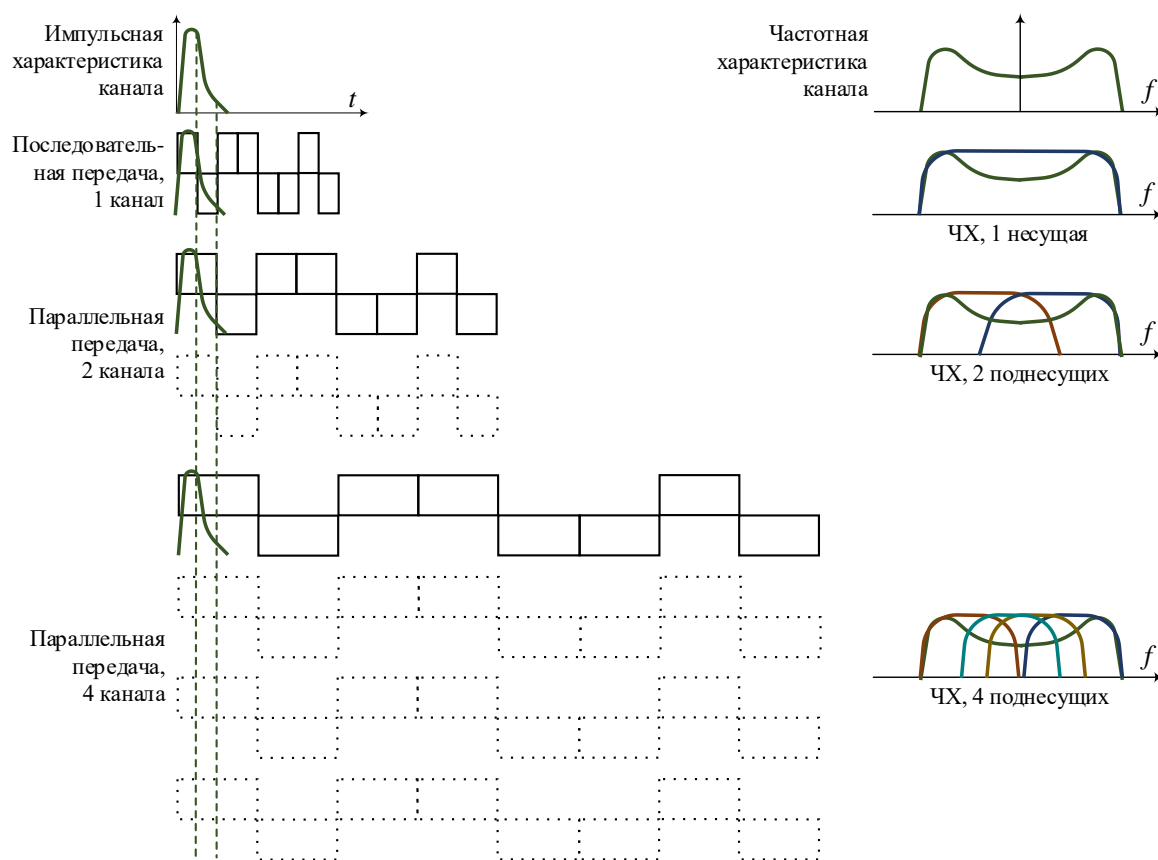 Импульсная
характеристика
канала
t
Последователь-
ная передача,
1 канал
Параллельная
передача,
2 канала
Параллельная
передача,
4 канала
Частотная
характеристика
канала
f
f
ЧХ, 1 несущая
f
ЧХ, 2 поднесущих
f
ЧХ, 4 поднесущих